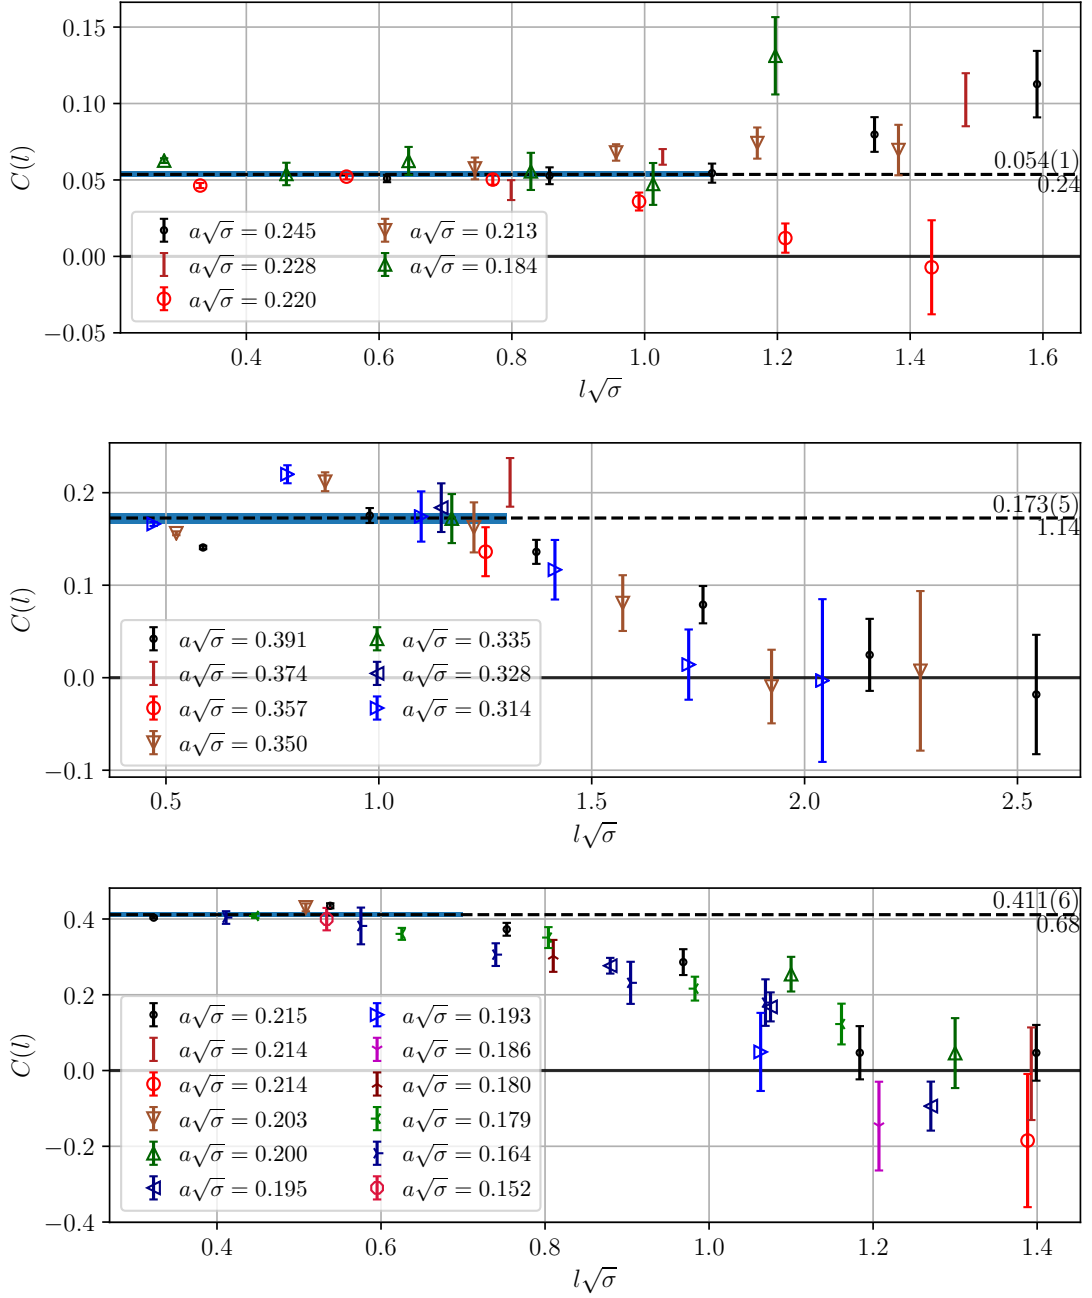 0.15
0.10
0.05
0.00
−0.05
C(l)
0.054(1)
0.24
a√σ = 0.245
a√σ = 0.228
a√σ = 0.220
a√σ = 0.213
a√σ = 0.184
0.4 0.6 0.8 1.0 1.2 1.4 1.6
l√σ
0.2
0.1
0.0
−0.1
C(l)
0.173(5)
1.14
a√σ = 0.391
a√σ = 0.374
a√σ = 0.357
a√σ = 0.350
a√σ = 0.335
a√σ = 0.328
a√σ = 0.314
0.5 1.0 1.5 2.0 2.5
l√σ
0.4
0.2
0.0
−0.2
−0.4
C(l)
0.411(6)
0.68
a√σ = 0.215
a√σ = 0.214
a√σ = 0.214
a√σ = 0.203
a√σ = 0.200
a√σ = 0.195
a√σ = 0.193
a√σ = 0.186
a√σ = 0.180
a√σ = 0.179
a√σ = 0.164
a√σ = 0.152
0.4 0.6 0.8 1.0 1.2 1.4
l√σ